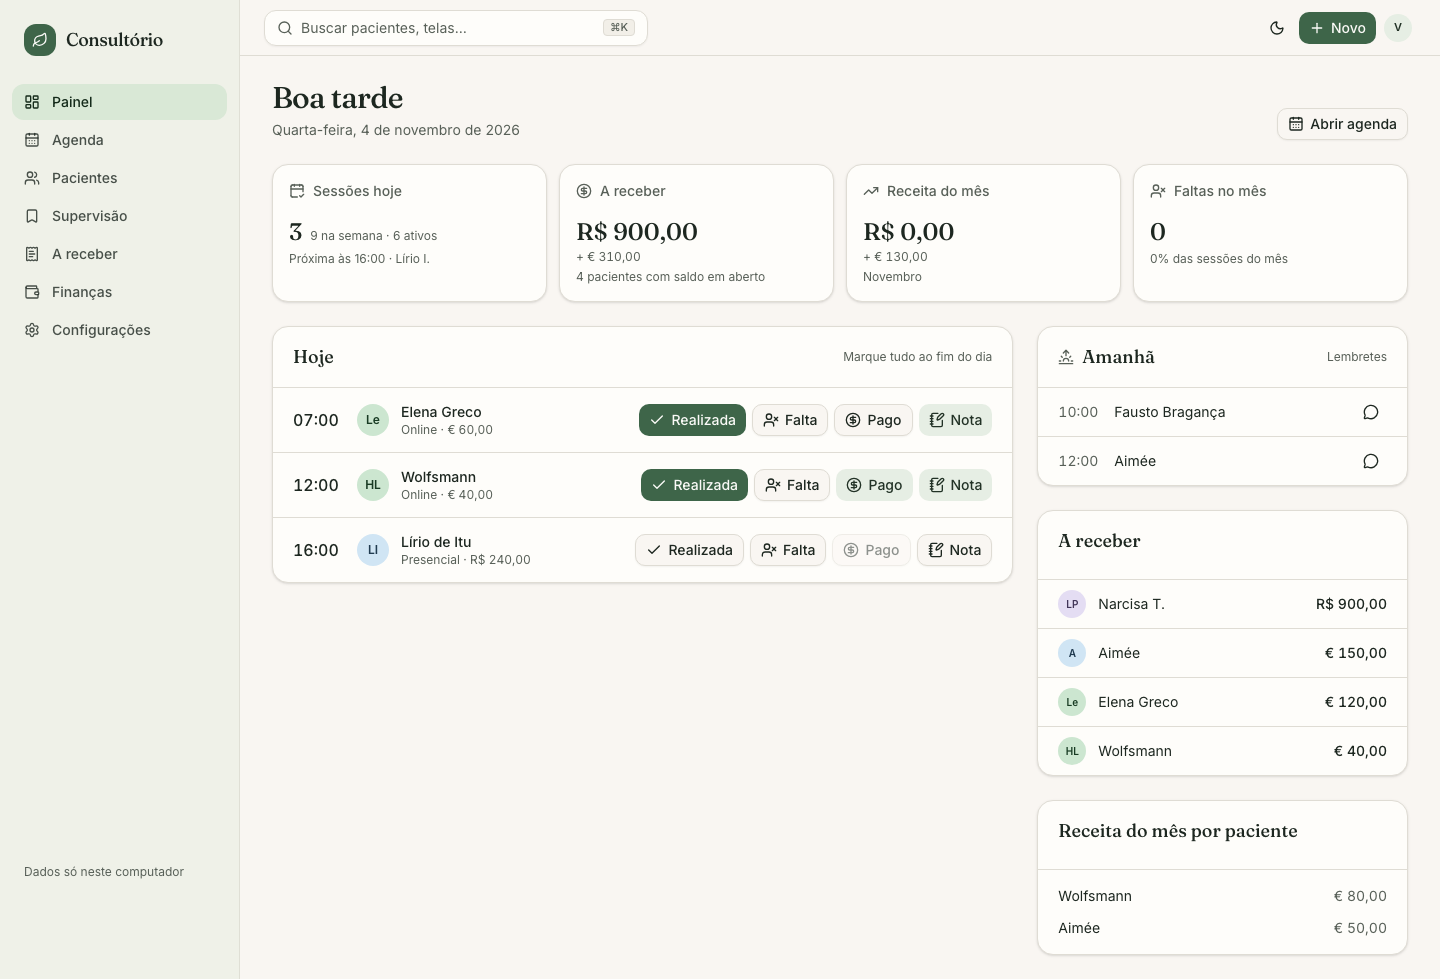 Consultório
Painel
Agenda
Pacientes
Supervisão
A receber
Finanças
Configurações
Dados só neste computador
Buscar pacientes, telas... ⌘K
Novo
V
Boa tarde
Quarta-feira, 4 de novembro de 2026
Abrir agenda
Sessões hoje
3 9 na semana · 6 ativos
Próxima às 16:00 · Lírio I.
A receber
R$ 900,00
+ € 310,00
4 pacientes com saldo em aberto
Receita do mês
R$ 0,00
+ € 130,00
Novembro
Faltas no mês
0
0% das sessões do mês
Hoje Marque tudo ao fim do dia
07:00 Le Elena Greco Realizada Falta Pago Nota
Online · € 60,00
12:00 HL Wolfsmann Realizada Falta Pago Nota
Online · € 40,00
16:00 LI Lírio de Itu Realizada Falta Pago Nota
Presencial · R$ 240,00
Amanhã Lembretes
10:00 Fausto Bragança
12:00 Aimée
A receber
LP Narcisa T. R$ 900,00
A Aimée € 150,00
Le Elena Greco € 120,00
HL Wolfsmann € 40,00
Receita do mês por paciente
Wolfsmann € 80,00
Aimée € 50,00